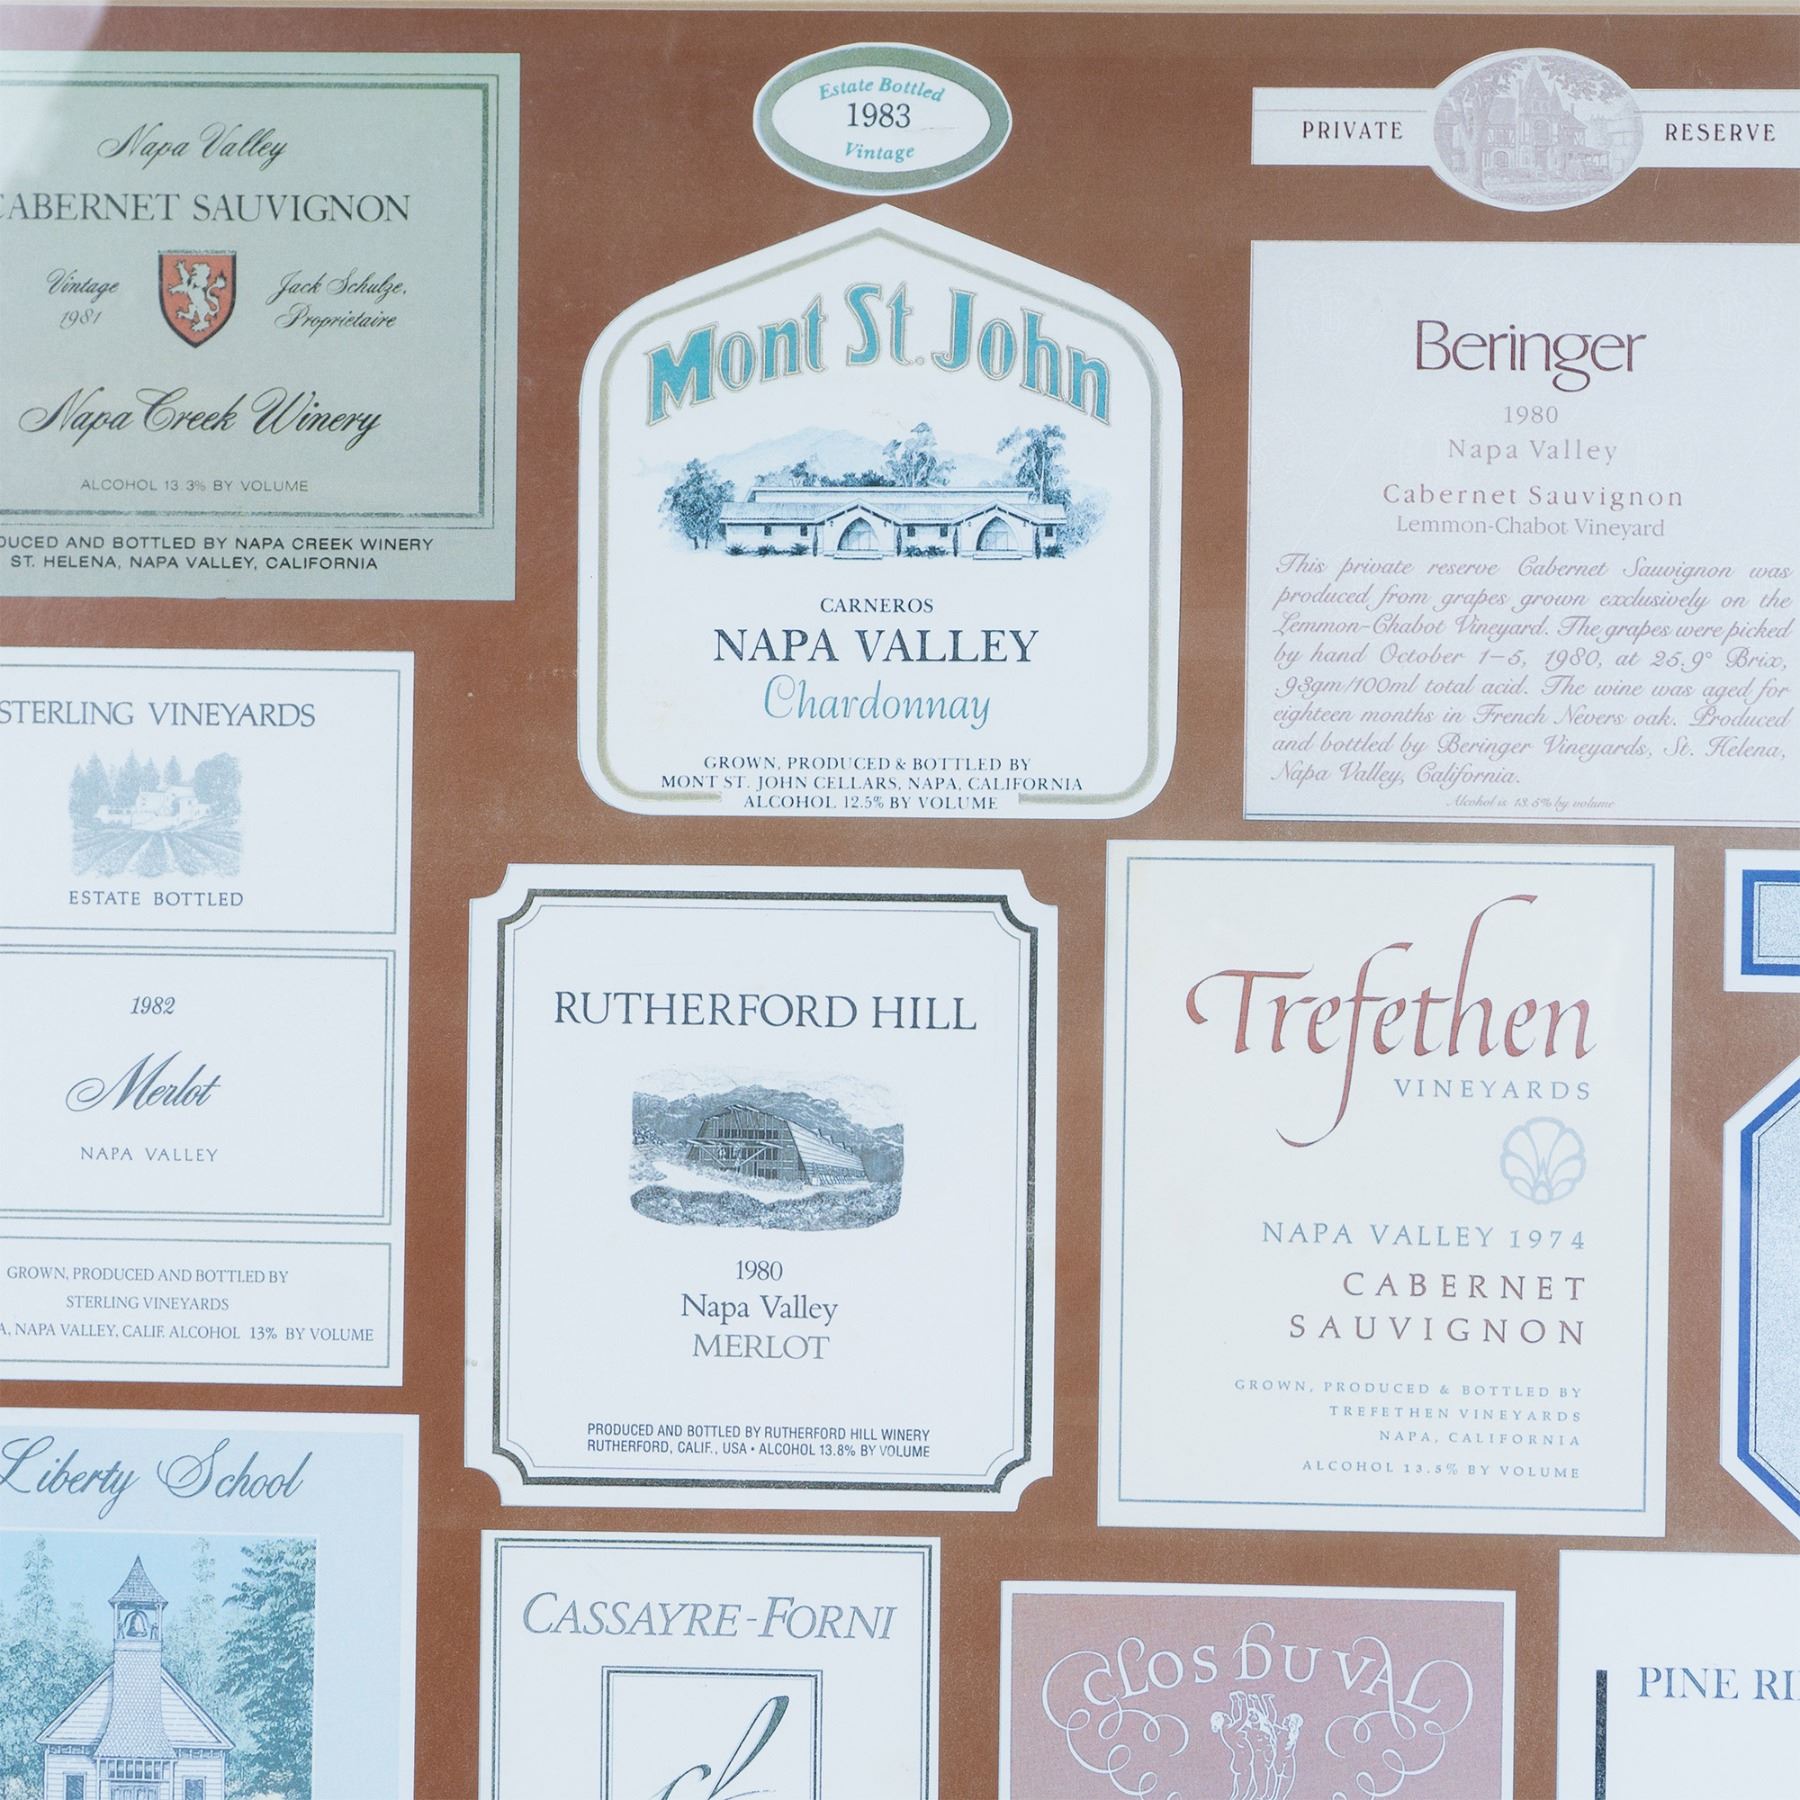 Napa Valley
CABERNET SAUVIGNON
Vintage
1981
Jack Schulze,
Proprietaire
Napa Creek Winery
ALCOHOL 13.3% BY VOLUME
DUCED AND BOTTLED BY NAPA CREEK WINERY
ST. HELENA, NAPA VALLEY, CALIFORNIA
Estate Bottled
1983
Vintage
Mont St. John
CARNEROS
NAPA VALLEY
Chardonnay
GROWN, PRODUCED & BOTTLED BY
MONT ST. JOHN CELLARS, NAPA, CALIFORNIA
ALCOHOL 12.5% BY VOLUME
PRIVATE RESERVE
Beringer
1980
Napa Valley
Cabernet Sauvignon
Lemmon-Chabot Vineyard
This private reserve Cabernet Sauvignon was
produced from grapes grown exclusively on the
Lemmon-Chabot Vineyard. The grapes were picked
by hand October 1-5, 1980, at 25.9° Brix,
.93gm/100ml total acid. The wine was aged for
eighteen months in French Nevers oak. Produced
and bottled by Beringer Vineyards, St. Helena,
Napa Valley, California.
Alcohol is 13.5% by volume
STERLING VINEYARDS
ESTATE BOTTLED
1982
Merlot
NAPA VALLEY
GROWN, PRODUCED AND BOTTLED BY
STERLING VINEYARDS
A, NAPA VALLEY, CALIF. ALCOHOL 13% BY VOLUME
RUTHERFORD HILL
1980
Napa Valley
MERLOT
PRODUCED AND BOTTLED BY RUTHERFORD HILL WINERY
RUTHERFORD, CALIF., USA • ALCOHOL 13.8% BY VOLUME
Trefethen
VINEYARDS
NAPA VALLEY 1974
CABERNET
SAUVIGNON
GROWN, PRODUCED & BOTTLED BY
TREFETHEN VINEYARDS
NAPA, CALIFORNIA
ALCOHOL 13.5% BY VOLUME
Liberty School
CASSAYRE-FORNI
cf
CLOS DU VAL
PINE RI